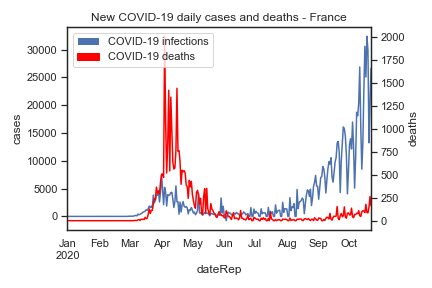 New COVID-19 daily cases and deaths - France
COVID-19 infections
COVID-19 deaths
cases
30000
25000
20000
15000
10000
5000
0
deaths
2000
1750
1500
1250
1000
750
500
250
0
Jan Feb Mar Apr May Jun Jul Aug Sep Oct
2020
dateRep